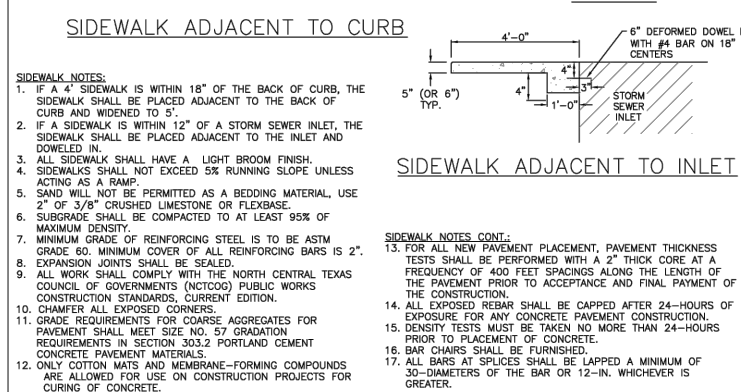 SIDEWALK ADJACENT TO CURB
4'-0"
6" DEFORMED DOWEL
WITH #4 BAR ON 18"
CENTERS
5" (OR 6")
TYP.
4"
4"
3"
1'-0"
STORM
SEWER
INLET
SIDEWALK ADJACENT TO INLET
SIDEWALK NOTES:
1. IF A 4' SIDEWALK IS WITHIN 18" OF THE BACK OF CURB, THE
SIDEWALK SHALL BE PLACED ADJACENT TO THE BACK OF
CURB AND WIDENED TO 5'.
2. IF A SIDEWALK IS WITHIN 12" OF A STORM SEWER INLET, THE
SIDEWALK SHALL BE PLACED ADJACENT TO THE INLET AND
DOWELED IN.
3. ALL SIDEWALK SHALL HAVE A LIGHT BROOM FINISH.
4. SIDEWALKS SHALL NOT EXCEED 5% RUNNING SLOPE UNLESS
ACTING AS A RAMP.
5. SAND WILL NOT BE PERMITTED AS A BEDDING MATERIAL, USE
2" OF 3/8" CRUSHED LIMESTONE OR FLEXBASE.
6. SUBGRADE SHALL BE COMPACTED TO AT LEAST 95% OF
MAXIMUM DENSITY.
7. MINIMUM GRADE OF REINFORCING STEEL IS TO BE ASTM
GRADE 60. MINIMUM COVER OF ALL REINFORCING BARS IS 2".
8. EXPANSION JOINTS SHALL BE SEALED.
9. ALL WORK SHALL COMPLY WITH THE NORTH CENTRAL TEXAS
COUNCIL OF GOVERNMENTS (NCTCOG) PUBLIC WORKS
CONSTRUCTION STANDARDS, CURRENT EDITION.
10. CHAMFER ALL EXPOSED CORNERS.
11. GRADE REQUIREMENTS FOR COARSE AGGREGATES FOR
PAVEMENT SHALL MEET SIZE NO. 57 GRADATION
REQUIREMENTS IN SECTION 303.2 PORTLAND CEMENT
CONCRETE PAVEMENT MATERIALS.
12. ONLY COTTON MATS AND MEMBRANE-FORMING COMPOUNDS
ARE ALLOWED FOR USE ON CONSTRUCTION PROJECTS FOR
CURING OF CONCRETE.
SIDEWALK NOTES CONT.:
13. FOR ALL NEW PAVEMENT PLACEMENT, PAVEMENT THICKNESS
TESTS SHALL BE PERFORMED WITH A 2" THICK CORE AT A
FREQUENCY OF 400 FEET SPACINGS ALONG THE LENGTH OF
THE PAVEMENT PRIOR TO ACCEPTANCE AND FINAL PAYMENT OF
THE CONSTRUCTION.
14. ALL EXPOSED REBAR SHALL BE CAPPED AFTER 24-HOURS OF
EXPOSURE FOR ANY CONCRETE PAVEMENT CONSTRUCTION.
15. DENSITY TESTS MUST BE TAKEN NO MORE THAN 24-HOURS
PRIOR TO PLACEMENT OF CONCRETE.
16. BAR CHAIRS SHALL BE FURNISHED.
17. ALL BARS AT SPLICES SHALL BE LAPPED A MINIMUM OF
30-DIAMETERS OF THE BAR OR 12-IN. WHICHEVER IS
GREATER.